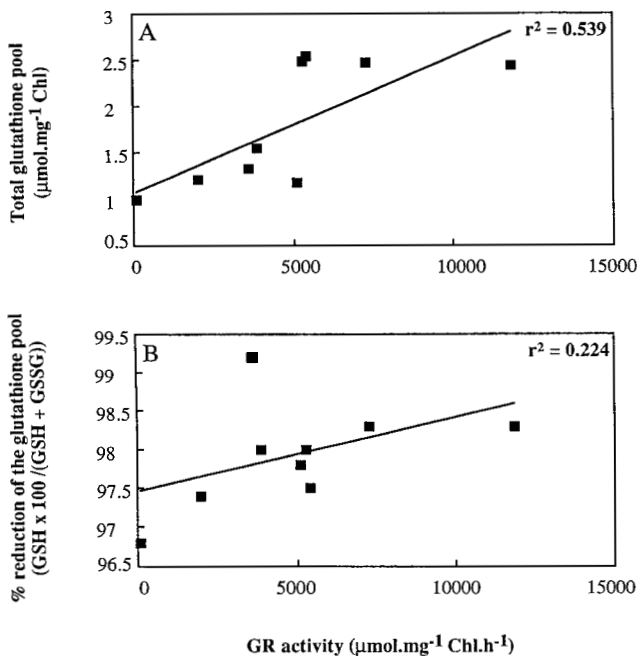 A
r² = 0.539
Total glutathione pool
(μmol.mg⁻¹ Chl)
3
2.5
2
1.5
1
0.5
0
5000
10000
15000
B
r² = 0.224
% reduction of the glutathione pool
(GSH x 100 /(GSH + GSSG))
99.5
99
98.5
98
97.5
97
96.5
0
5000
10000
15000
GR activity (μmol.mg⁻¹ Chl.h⁻¹)